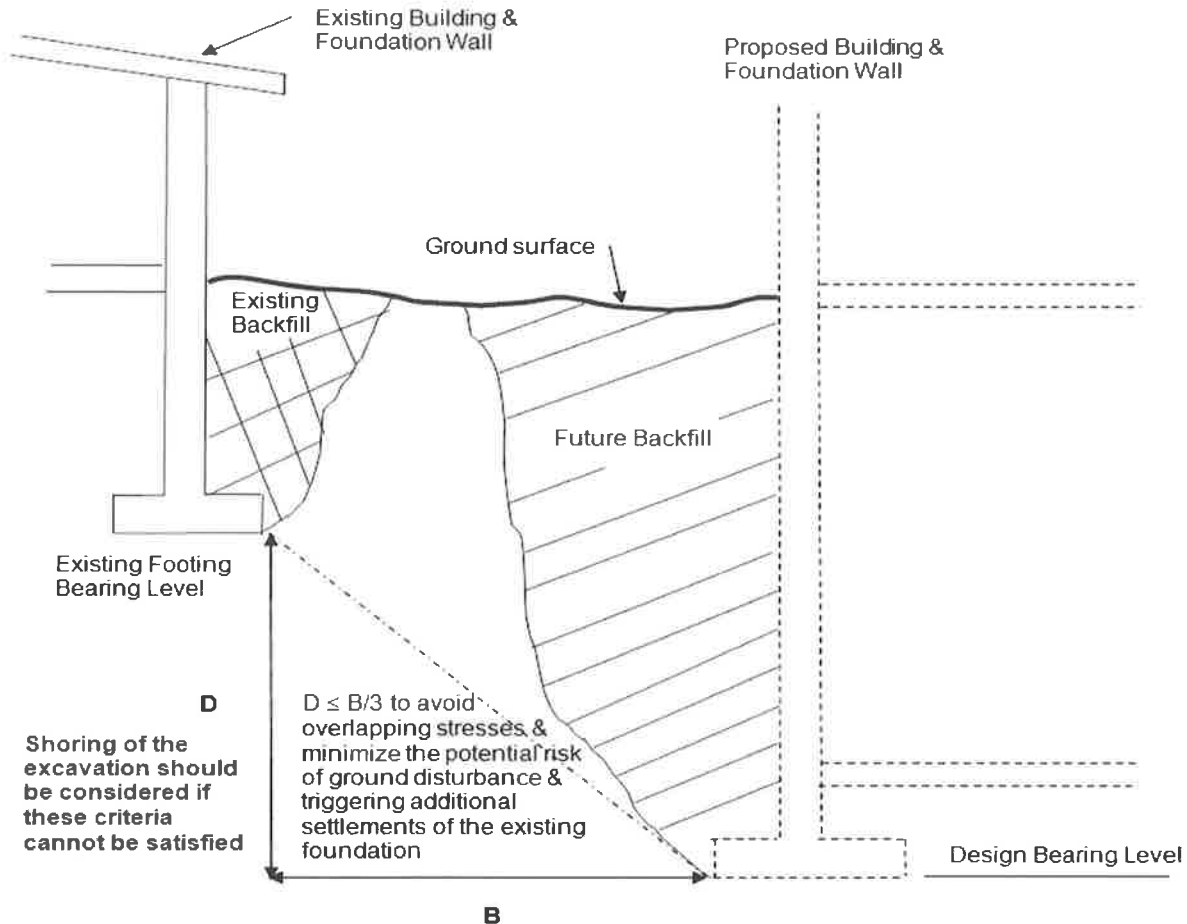 Existing Building &
Foundation Wall
Proposed Building &
Foundation Wall
Ground surface
Existing
Backfill
Future Backfill
Existing Footing
Bearing Level
D
Shoring of the
excavation should
be considered if
these criteria
cannot be satisfied
D ≤ B/3 to avoid
overlapping stresses, &
minimize the potential risk
of ground disturbance &
triggering additional
settlements of the existing
foundation
Design Bearing Level
B